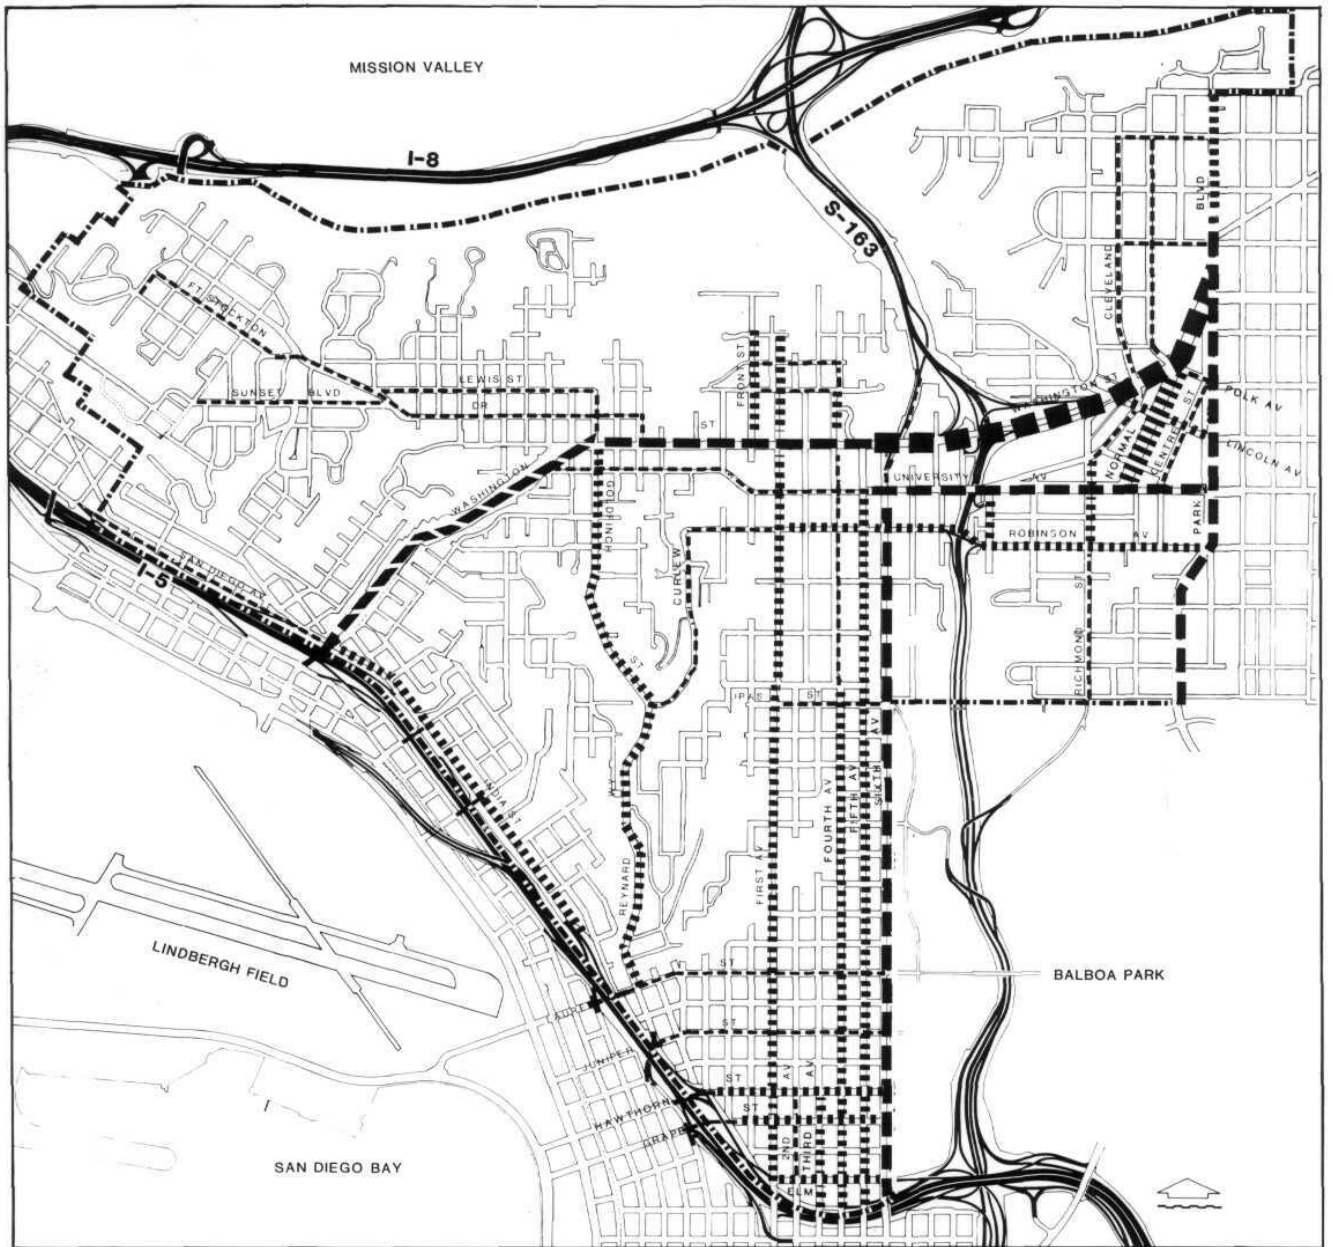 MISSION VALLEY
I-8
S-163
BLVD
CLEVELAND
FT. STOCKTON
LEWIS ST
SUNSET BLVD
DR
FRONT ST
WASHINGTON ST
POLK AV
ST
NORMAL
CENTRE ST
LINCOLN AV
WASHINGTON
UNIVERSITY AV
GOLDFINCH
PARK
ROBINSON AV
CURLEW
SAN DIEGO AV
I-5
ST
RICHMOND ST
ST
INDIA ST
WY
FOURTH AV
FIFTH AV
SIXTH AV
FIRST AV
REYNARD
LINDBERGH FIELD
ST
BALBOA PARK
LAUREL
ST
JUNIPER
AV
AV
ST
HAWTHORN
ST
GRAPE
2ND
THIRD
SAN DIEGO BAY
ELM